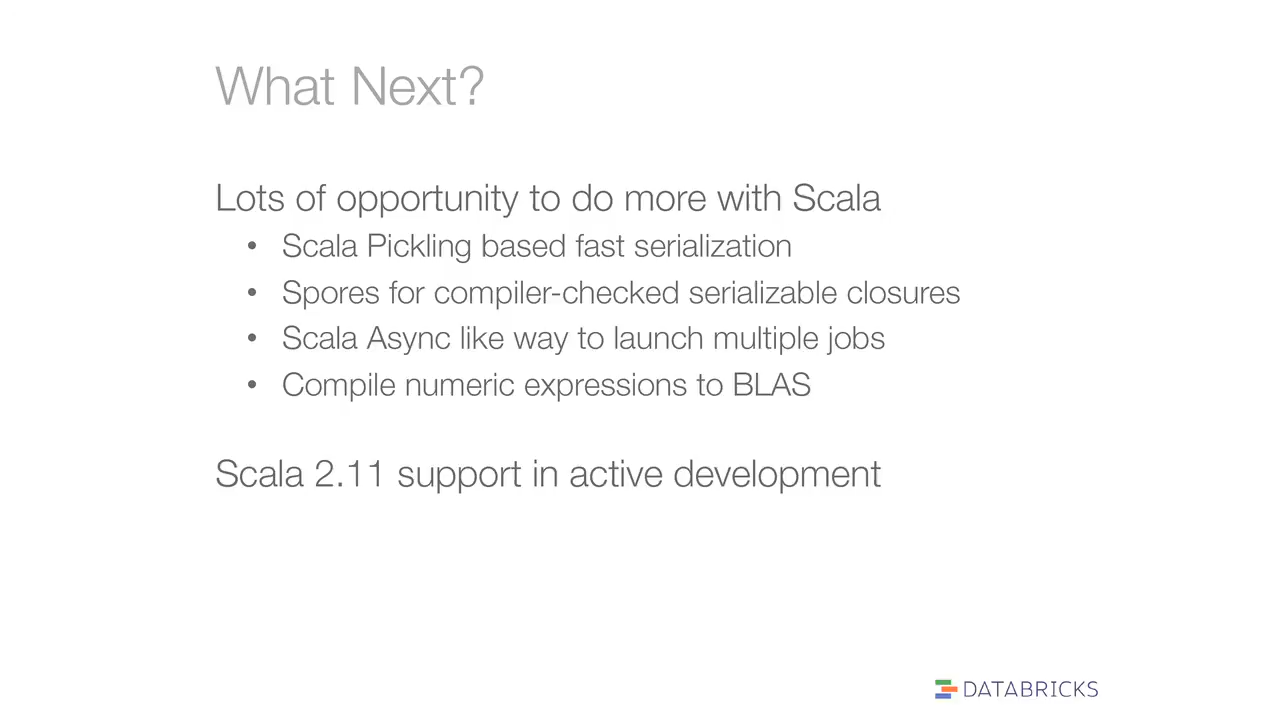 What Next?
Lots of opportunity to do more with Scala
• Scala Pickling based fast serialization
• Spores for compiler-checked serializable closures
• Scala Async like way to launch multiple jobs
• Compile numeric expressions to BLAS
Scala 2.11 support in active development
DATABRICKS